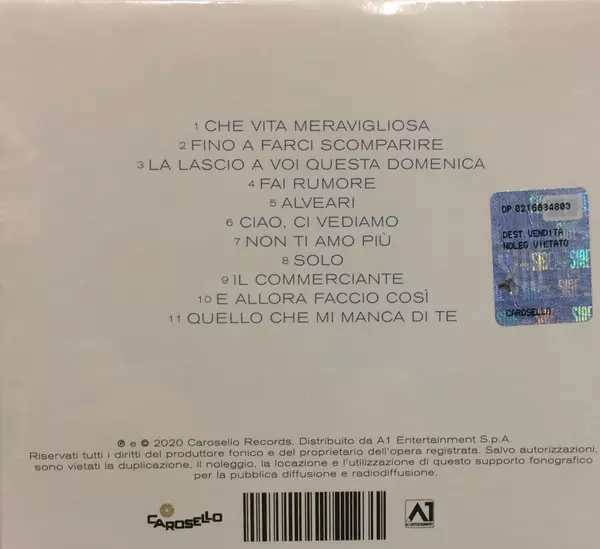 1 CHE VITA MERAVIGLIOSA
2 FINO A FARCI SCOMPARIRE
3 LA LASCIO A VOI QUESTA DOMENICA
4 FAI RUMORE
5 ALVEARI
6 CIAO, CI VEDIAMO
7 NON TI AMO PIÙ
8 SOLO
9 IL COMMERCIANTE
10 E ALLORA FACCIO COSÌ
11 QUELLO CHE MI MANCA DI TE
DP 0216634803
DEST.VENDITA
NOLEG VIETATO
SIAE
CAROSELLO
℗ e © 2020 Carosello Records. Distribuito da A1 Entertainment S.p.A.
Riservati tutti i diritti del produttore fonico e del proprietario dell'opera registrata. Salvo autorizzazioni,
sono vietati la duplicazione, il noleggio, la locazione e l'utilizzazione di questo supporto fonografico
per la pubblica diffusione e radiodiffusione.
CAROSELLO
A1